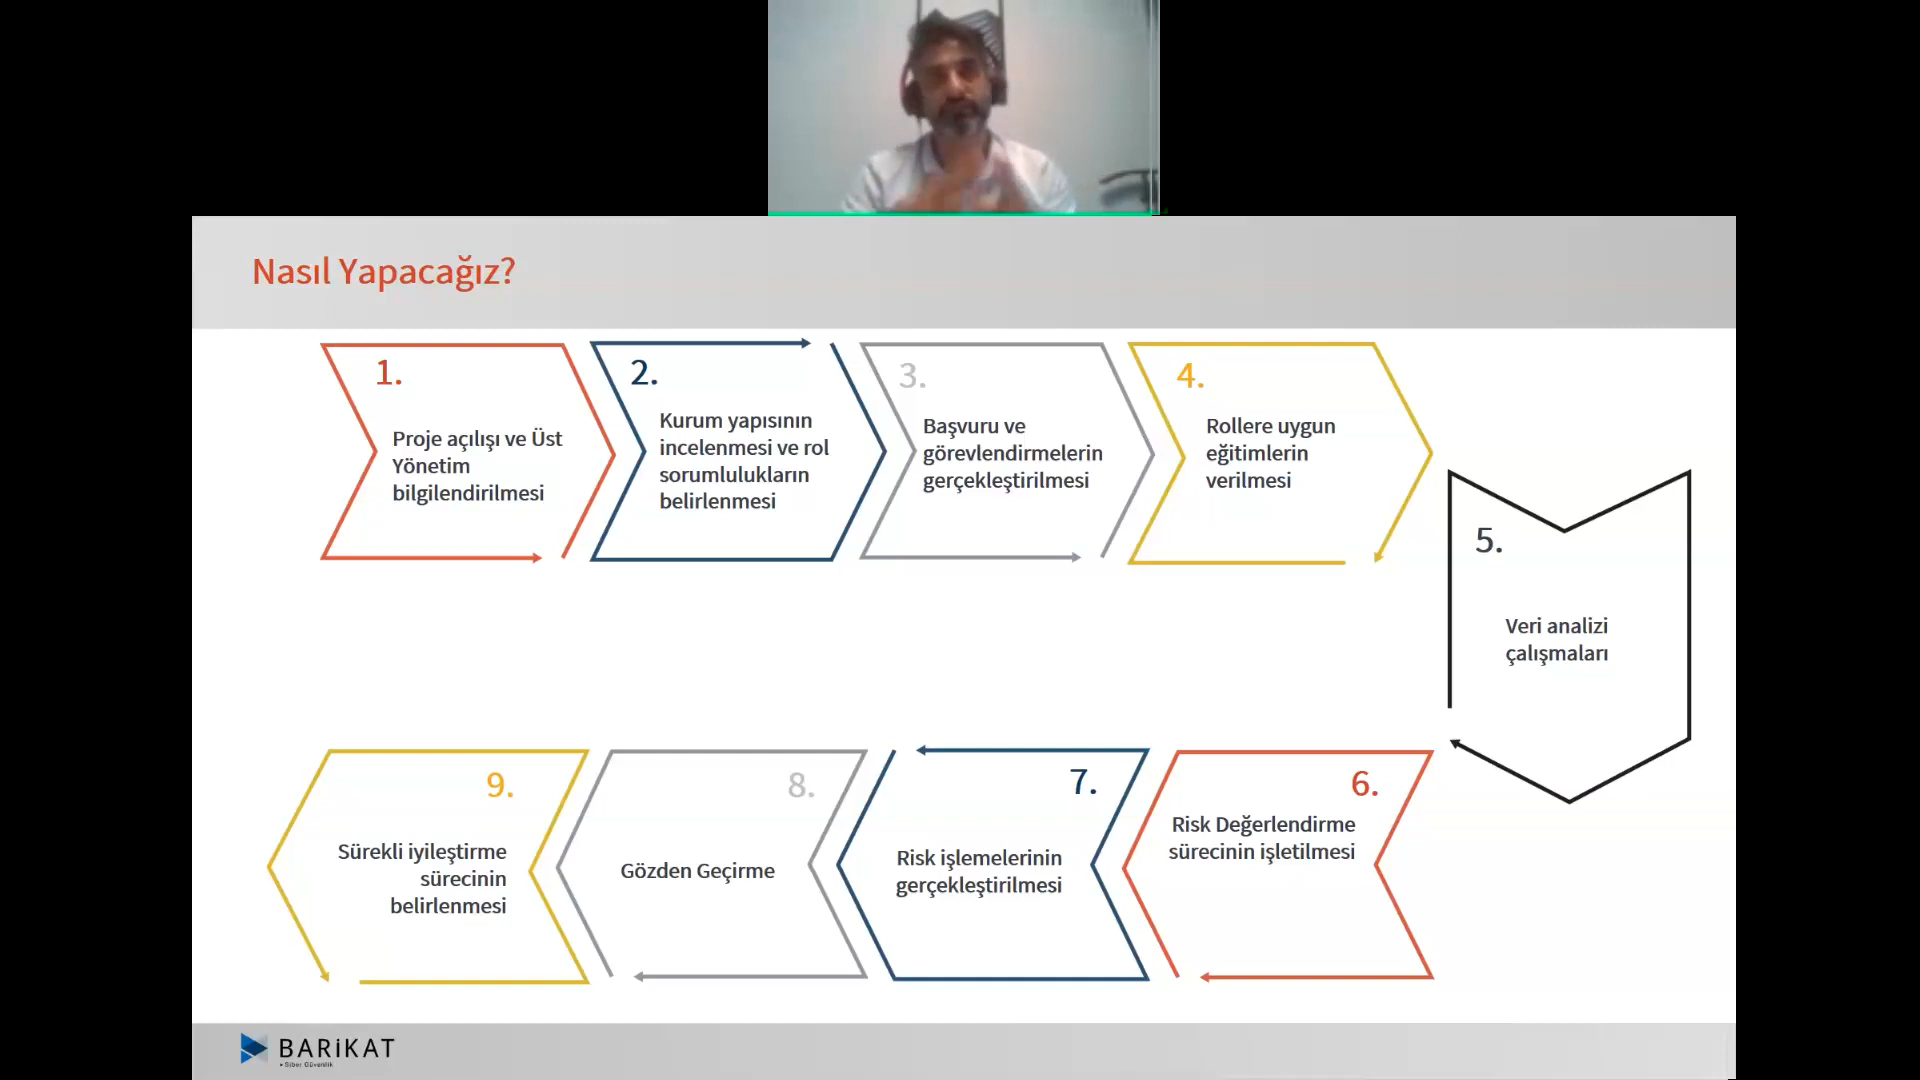 Nasıl Yapacağız?
1.
Proje açılışı ve Üst
Yönetim
bilgilendirilmesi
2.
Kurum yapısının
incelenmesi ve rol
sorumlulukların
belirlenmesi
3.
Başvuru ve
görevlendirmelerin
gerçekleştirilmesi
4.
Rollere uygun
eğitimlerin
verilmesi
5.
Veri analizi
çalışmaları
6.
Risk Değerlendirme
sürecinin işletilmesi
7.
Risk işlemelerinin
gerçekleştirilmesi
8.
Gözden Geçirme
9.
Sürekli iyileştirme
sürecinin
belirlenmesi
BARiKAT
Siber Güvenlik